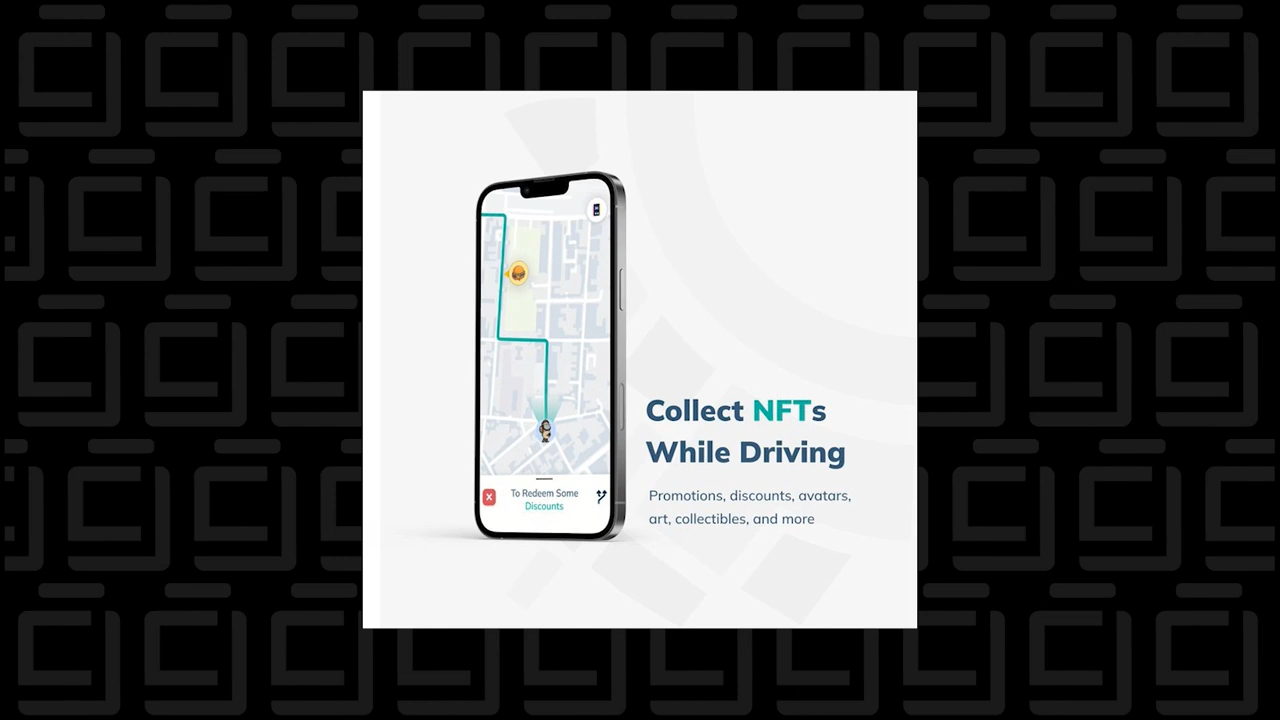 To Redeem Some
Discounts
Collect NFTs
While Driving
Promotions, discounts, avatars,
art, collectibles, and more